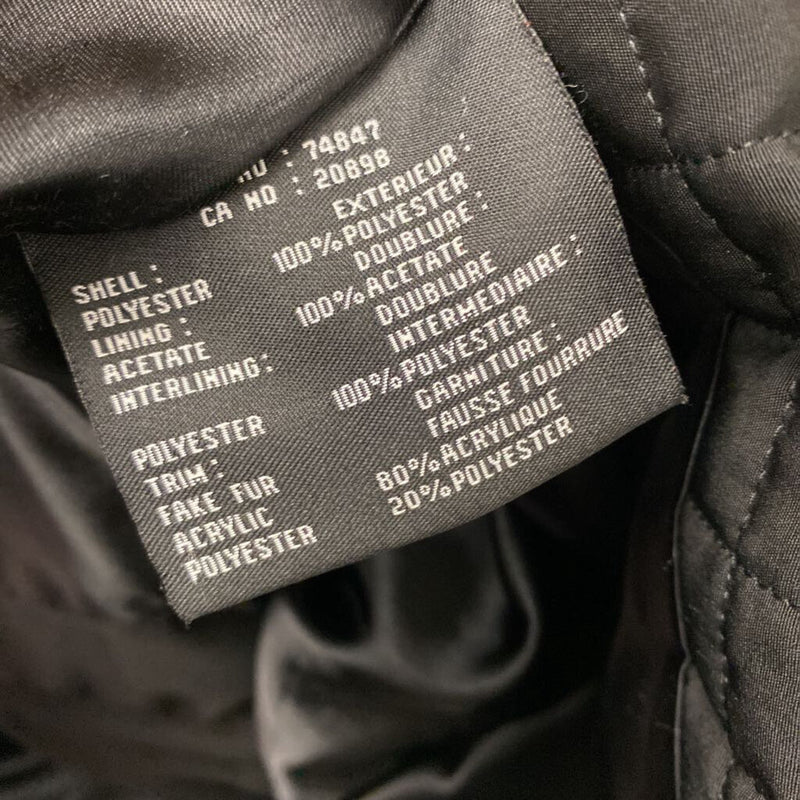 : 74847
CA NO : 20898
SHELL: EXTERIEUR:
POLYESTER 100% POLYESTER
LINING: DOUBLURE:
ACETATE 100% ACETATE
INTERLINING: DOUBLURE
INTERMEDIAIRE:
POLYESTER 100% POLYESTER
TRIM: GARNITURE:
FAKE FUR FAUSSE FOURRURE
ACRYLIC 80% ACRYLIQUE
POLYESTER 20% POLYESTER